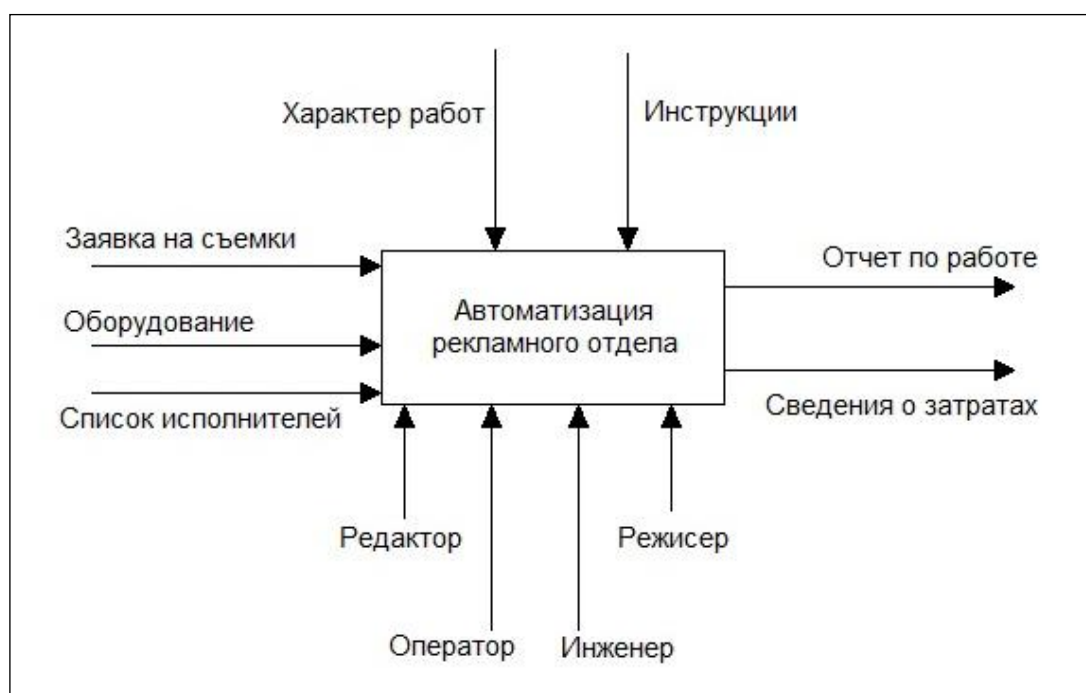 Характер работ
Инструкции
Заявка на съемки
Отчет по работе
Оборудование
Автоматизация
рекламного отдела
Список исполнителей
Сведения о затратах
Редактор
Режисер
Оператор
Инженер